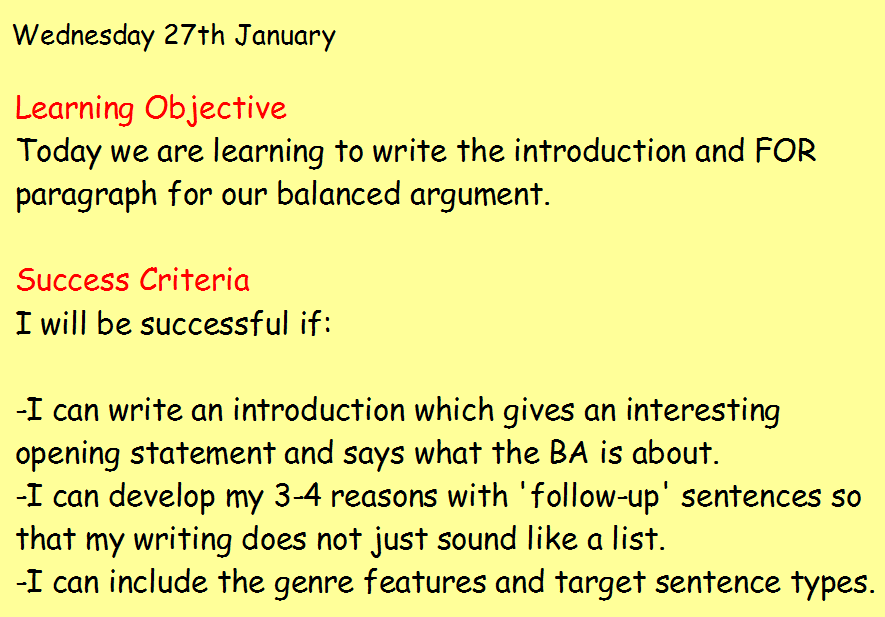 Wednesday 27th January
Learning Objective
Today we are learning to write the introduction and FOR
paragraph for our balanced argument.
Success Criteria
I will be successful if:
-I can write an introduction which gives an interesting
opening statement and says what the BA is about.
-I can develop my 3-4 reasons with 'follow-up' sentences so
that my writing does not just sound like a list.
-I can include the genre features and target sentence types.